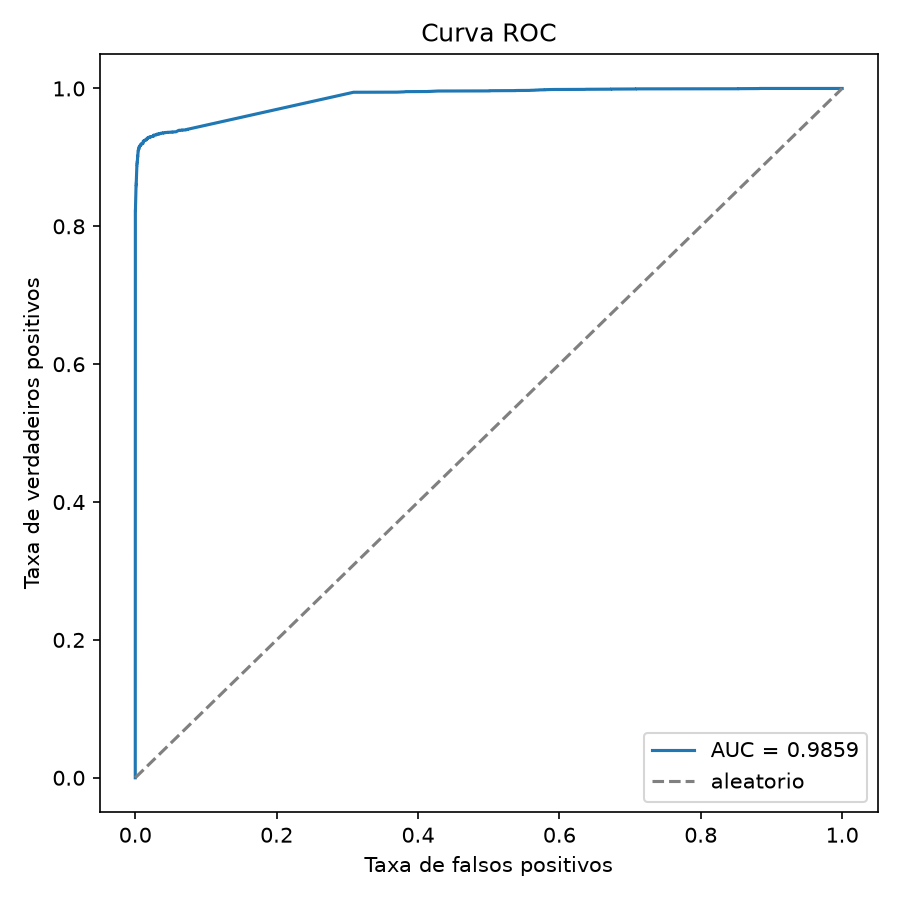 Curva ROC
Taxa de verdadeiros positivos
1.0
0.8
0.6
0.4
0.2
0.0
AUC = 0.9859
aleatorio
0.0 0.2 0.4 0.6 0.8 1.0
Taxa de falsos positivos